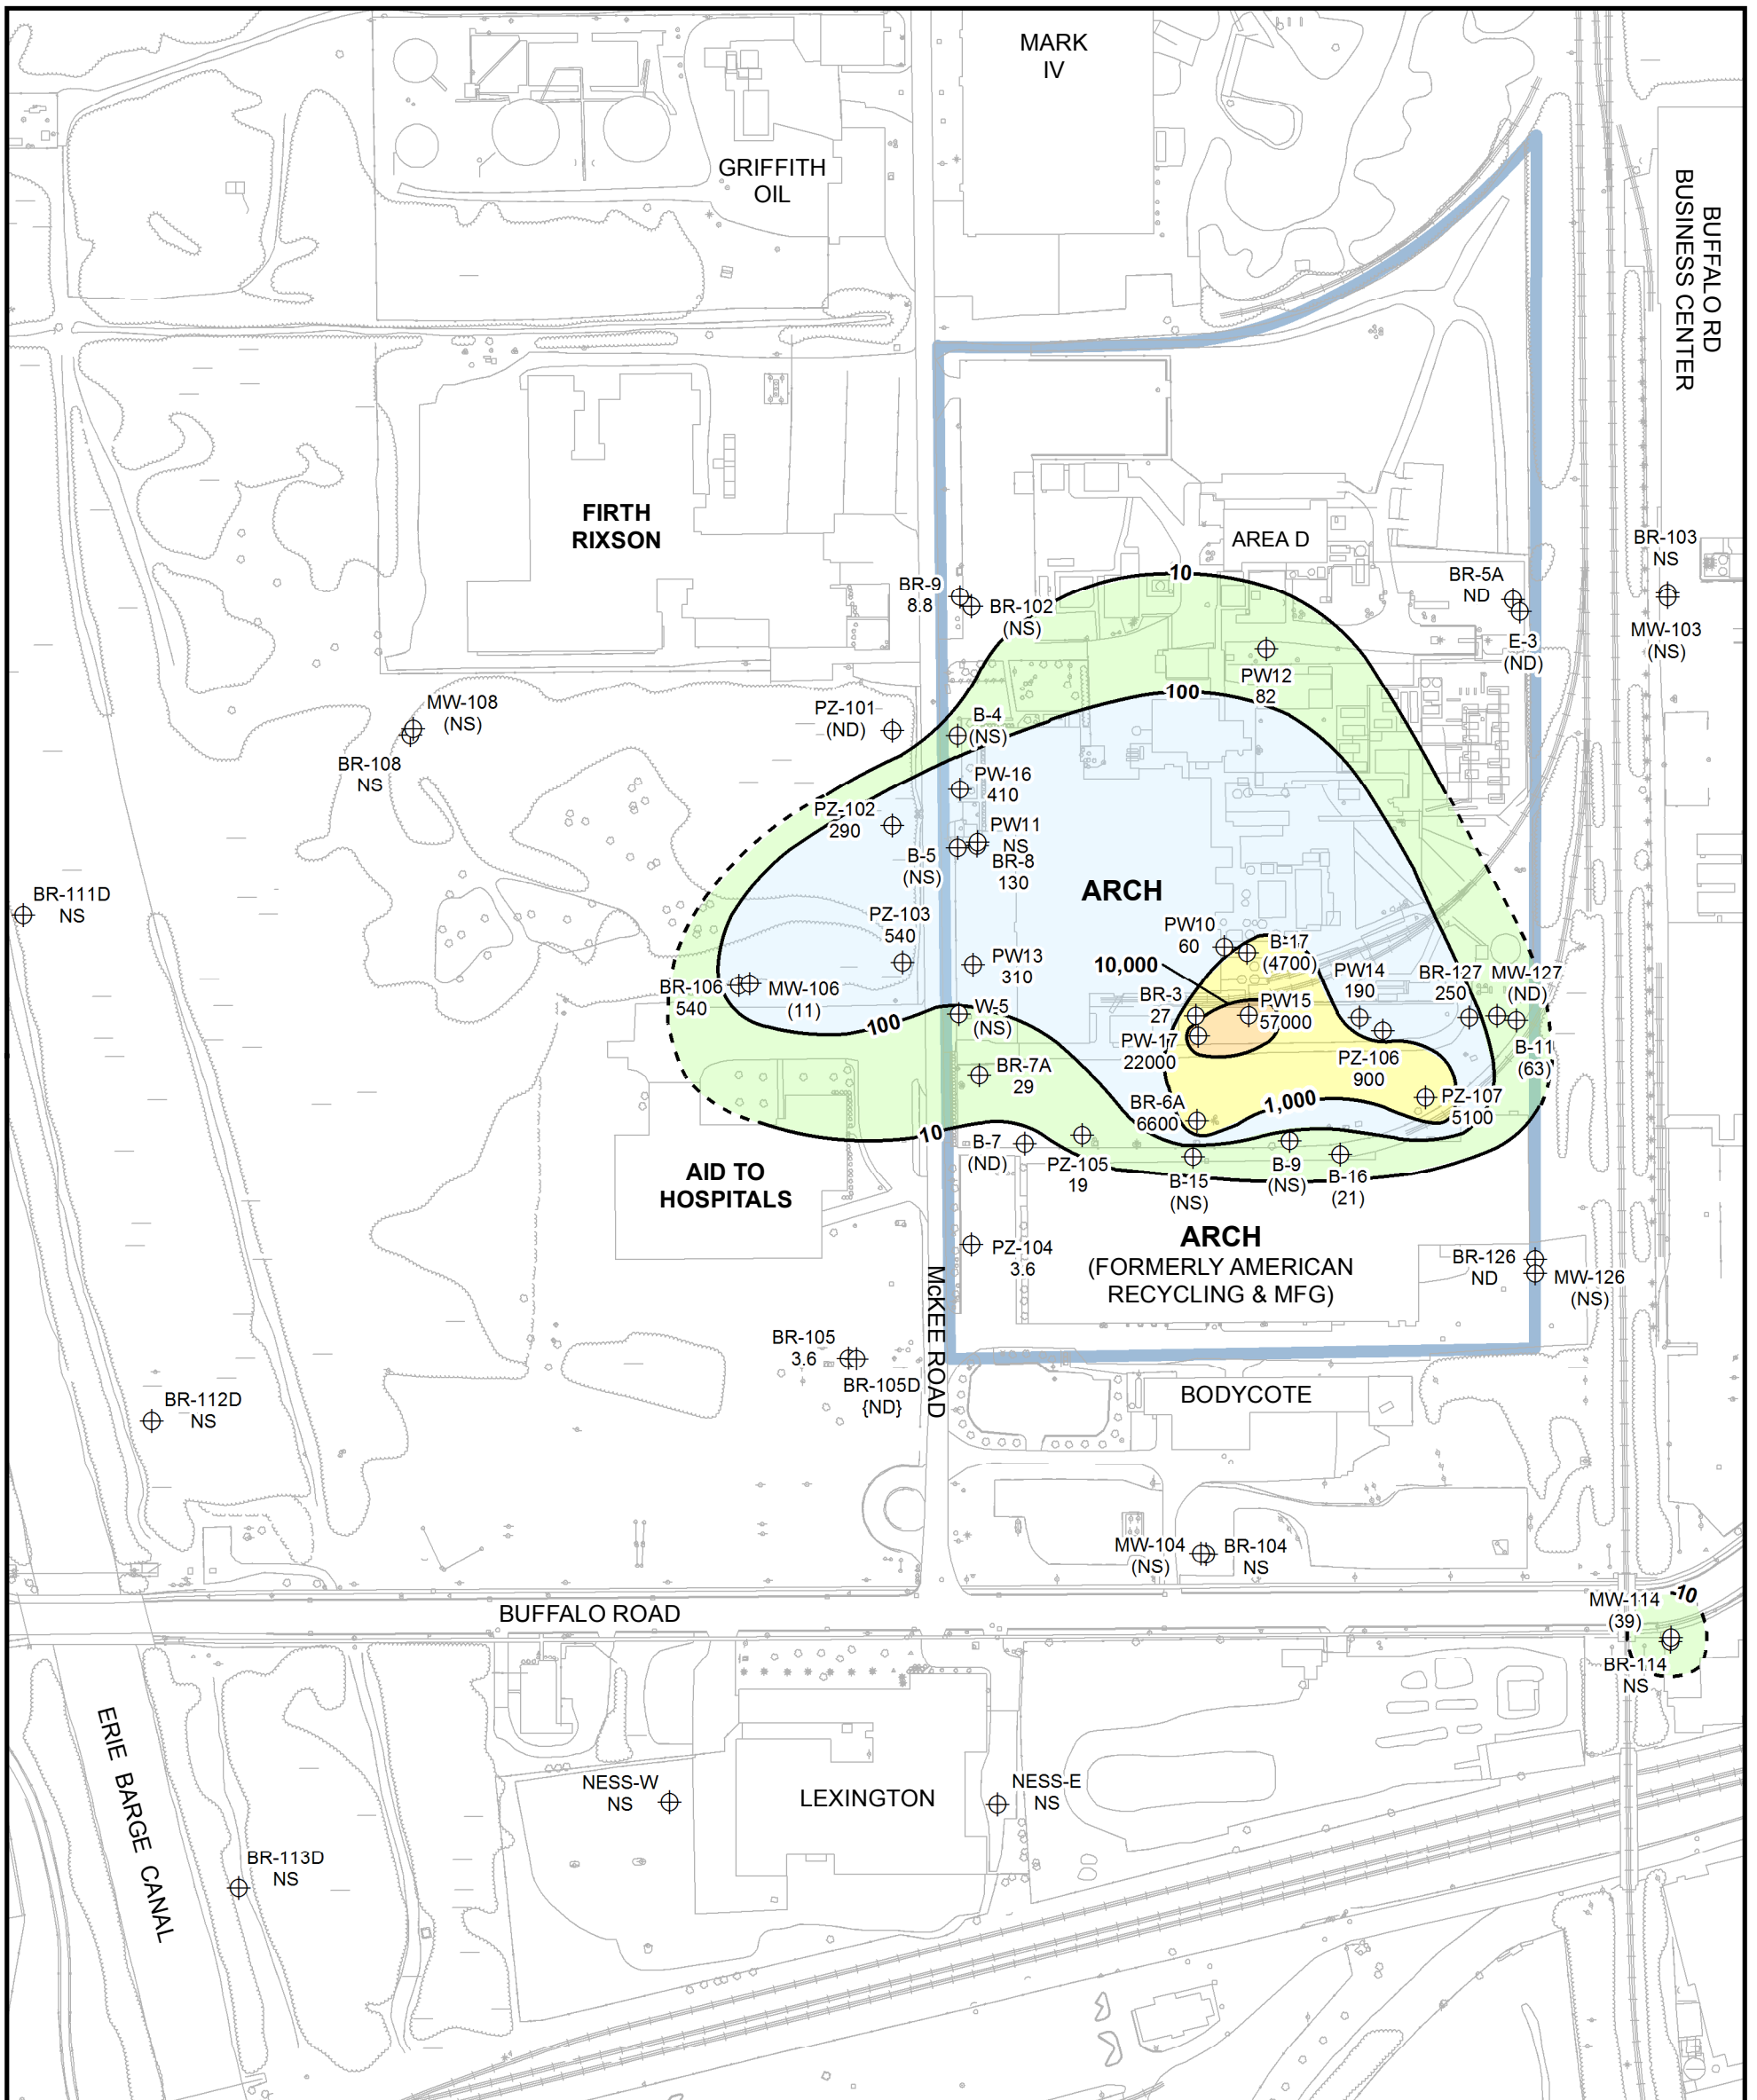 MARK
IV
GRIFFITH
OIL
BUFFALO RD
BUSINESS CENTER
FIRTH
RIXSON
AREA D
10
BR-103
NS
MW-103
(NS)
BR-5A
ND
E-3
(ND)
BR-9
8.8
BR-102
(NS)
PW12
82
100
MW-108
(NS)
BR-108
NS
PZ-101
(ND)
B-4
(NS)
PW-16
410
PZ-102
290
PW11
NS
B-5
(NS)
BR-8
130
ARCH
BR-111D
NS
PZ-103
540
PW13
310
PW10
60
B-17
(4700)
10,000
PW14
190
BR-127
250
MW-127
(ND)
BR-106
540
MW-106
(11)
BR-3
27
PW15
57000
100
W-5
(NS)
PW-17
22000
PZ-106
900
B-11
(63)
BR-7A
29
BR-6A
6600
1,000
PZ-107
5100
10
B-7
(ND)
PZ-105
19
B-15
(NS)
B-9
(NS)
B-16
(21)
AID TO
HOSPITALS
PZ-104
3.6
ARCH
(FORMERLY AMERICAN
RECYCLING & MFG)
BR-126
ND
MW-126
(NS)
McKEE ROAD
BR-105
3.6
BR-105D
{ND}
BODYCOTE
BR-112D
NS
MW-104
(NS)
BR-104
NS
BUFFALO ROAD
10
MW-114
(39)
BR-114
NS
ERIE BARGE CANAL
NESS-W
NS
LEXINGTON
NESS-E
NS
BR-113D
NS